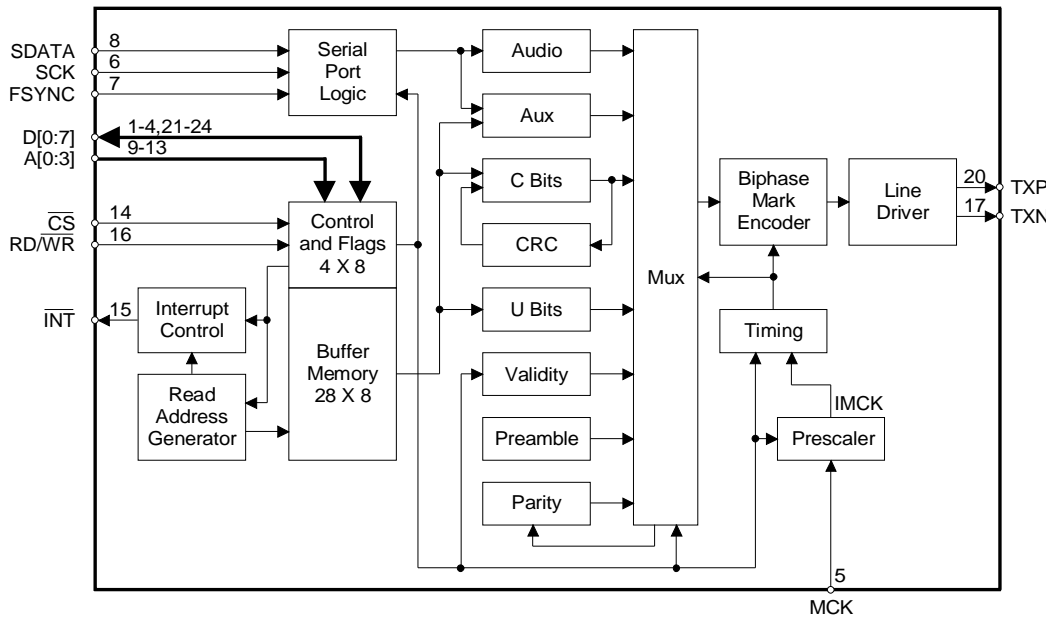 SDATA
8
SCK
6
FSYNC
7
D[0:7]
1-4,21-24
A[0:3]
9-13
CS
14
RD/WR
16
INT
15
Serial
Port
Logic
Control
and Flags
4 X 8
Buffer
Memory
28 X 8
Interrupt
Control
Read
Address
Generator
Audio
Aux
C Bits
CRC
U Bits
Validity
Preamble
Parity
Mux
Biphase
Mark
Encoder
Line
Driver
20
TXP
17
TXN
Timing
IMCK
Prescaler
5
MCK